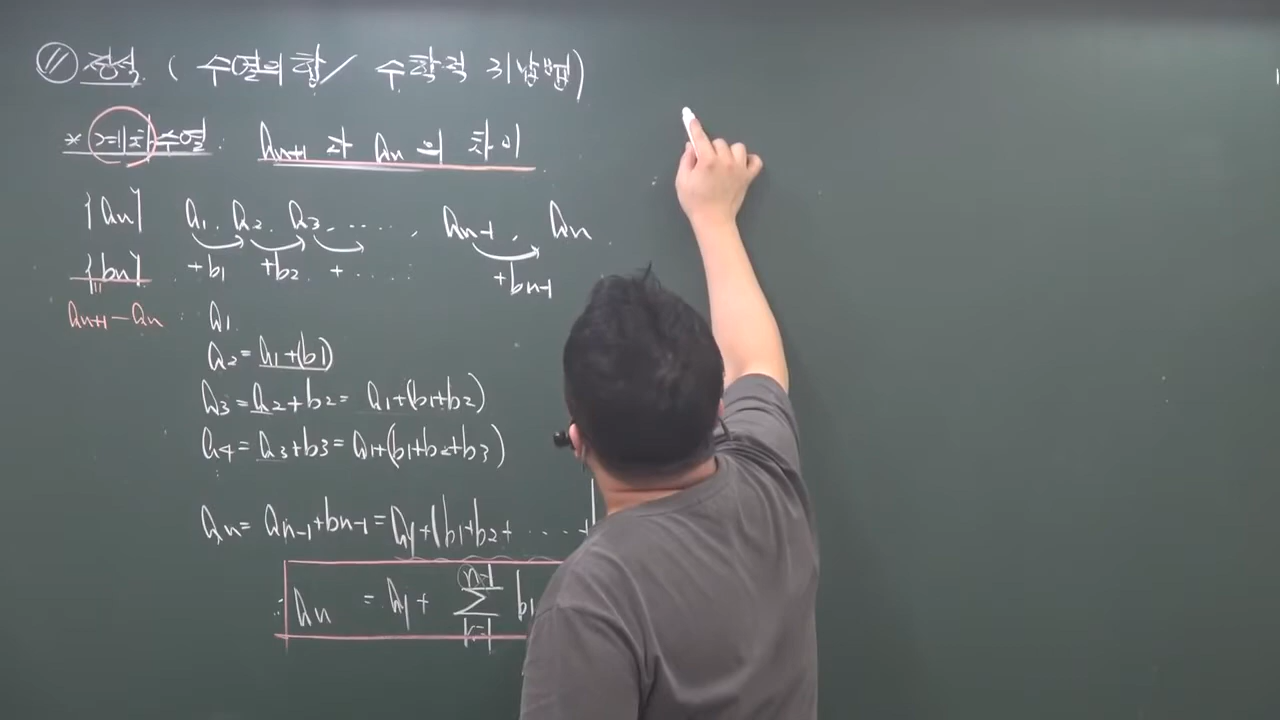 ⑪ 정석 ( 수열의 합 / 수학적 귀납법)
* 계차수열 : aₙ₊₁ 과 aₙ 의 차이
{aₙ} a₁, a₂, a₃, ‥‥‥, aₙ₋₁, aₙ
{bₙ} +b₁ +b₂ + ‥‥ +bₙ₋₁
aₙ₊₁ - aₙ : a₁
a₂ = a₁+(b₁)
a₃ = a₂+b₂ = a₁+(b₁+b₂)
a₄ = a₃+b₃ = a₁+(b₁+b₂+b₃)
aₙ = aₙ₋₁+bₙ₋₁ = a₁+(b₁+b₂+ ‥‥ +
∴ aₙ = a₁ + n-1 ∑ k=1